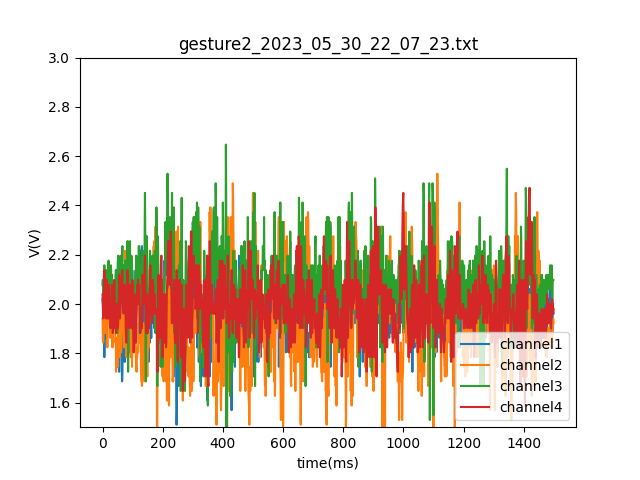 gesture2_2023_05_30_22_07_23.txt
3.0
2.8
2.6
2.4
2.2
2.0
1.8
1.6
V(V)
channel1
channel2
channel3
channel4
0 200 400 600 800 1000 1200 1400
time(ms)